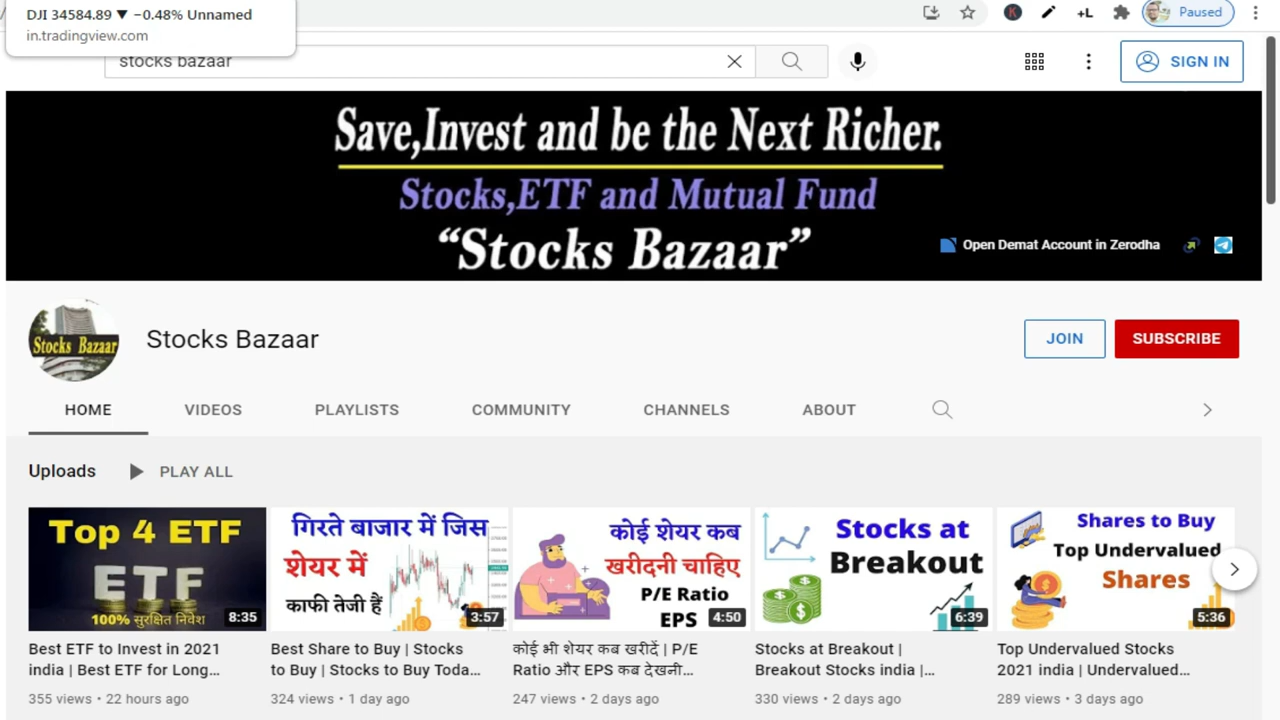 DJI 34584.89 ▼ −0.48% Unnamed
in.tradingview.com
Paused
stocks bazaar
SIGN IN
Save,Invest and be the Next Richer.
Stocks,ETF and Mutual Fund
“Stocks Bazaar”
Open Demat Account in Zerodha
Stocks Bazaar
Stocks Bazaar
JOIN
SUBSCRIBE
HOME
VIDEOS
PLAYLISTS
COMMUNITY
CHANNELS
ABOUT
Uploads
PLAY ALL
Top 4 ETF
ETF
100% सुरक्षित निवेश
8:35
गिरते बाजार में जिस
शेयर में
काफी तेजी हैं
3:57
कोई शेयर कब
खरीदनी चाहिए
P/E Ratio
EPS
4:50
Stocks at
Breakout
6:39
Shares to Buy
Top Undervalued
Shares
5:36
Best ETF to Invest in 2021
india | Best ETF for Long...
355 views • 22 hours ago
Best Share to Buy | Stocks
to Buy | Stocks to Buy Toda...
324 views • 1 day ago
कोई भी शेयर कब खरीदें | P/E
Ratio और EPS कब देखनी...
247 views • 2 days ago
Stocks at Breakout |
Breakout Stocks india |...
330 views • 2 days ago
Top Undervalued Stocks
2021 india | Undervalued...
289 views • 3 days ago